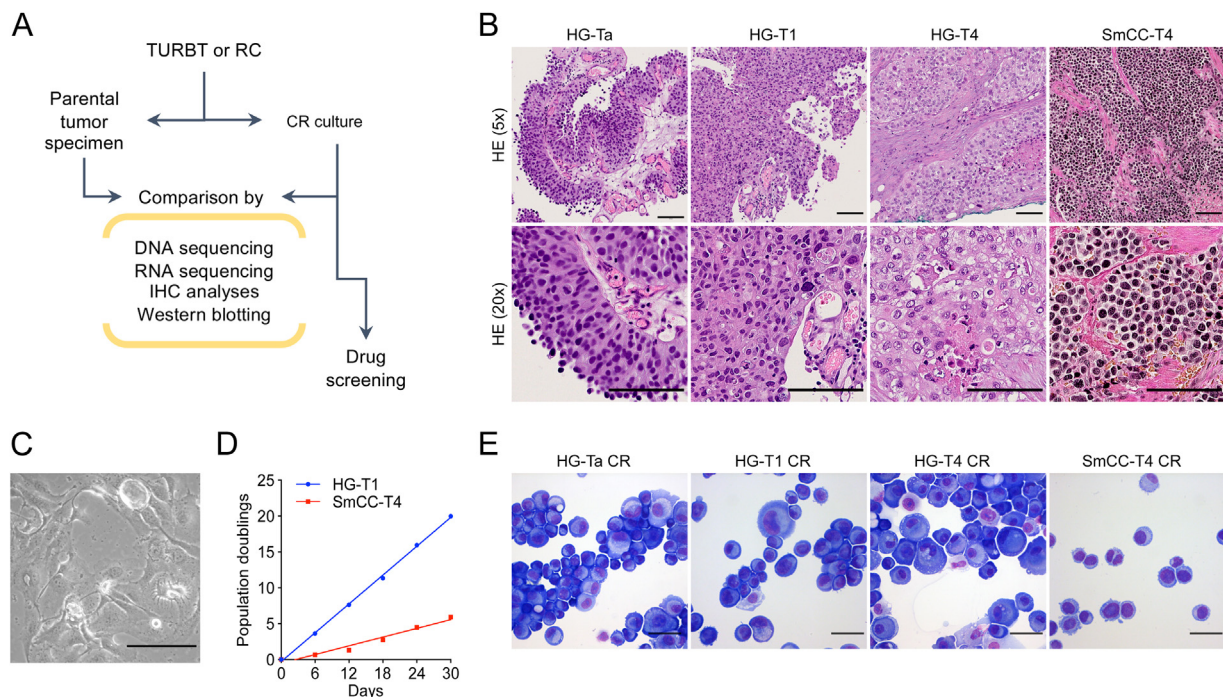 A
TURBT or RC
Parental
tumor
specimen
CR culture
Comparison by
DNA sequencing
RNA sequencing
IHC analyses
Western blotting
Drug
screening
B
HG-Ta
HG-T1
HG-T4
SmCC-T4
HE (5x)
HE (20x)
C
D
HG-T1
SmCC-T4
Population doublings
25
20
15
10
5
0
0 6 12 18 24 30
Days
E
HG-Ta CR
HG-T1 CR
HG-T4 CR
SmCC-T4 CR